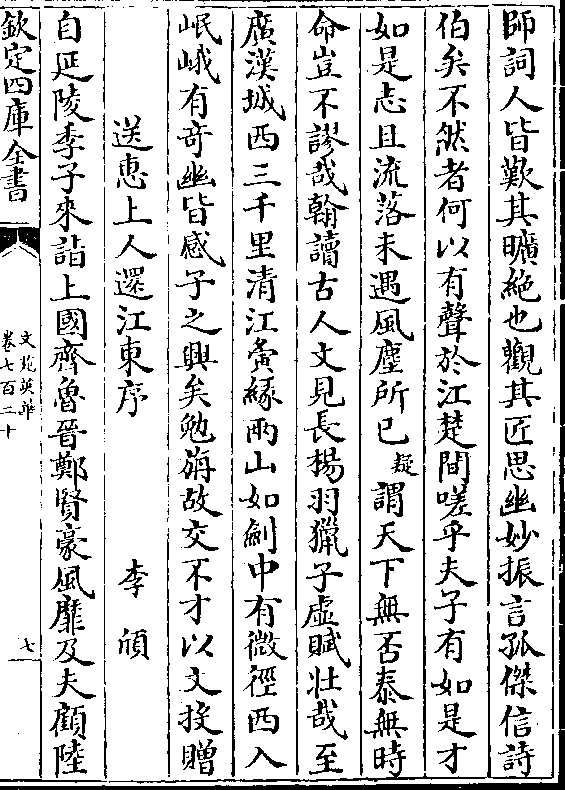 師詞人皆歎其曠絶也觀其匠思幽妙振言孤傑信詩
伯矣不然者何以有聲於江楚間嗟乎夫子有如是才
如是志且流落未遇風塵所已疑謂天下無否泰無時
命豈不謬哉翰讀古人文見長楊羽獵子虛賦壯哉至
廣漢城西三千里清江夤緣兩山如劍中有微徑西入
岷峨有奇幽皆感子之興矣勉旃故交不才以文投贈
送惠上人還江東序 李頎
自延陵季子來詣上國齊魯晉鄭賢豪風靡及夫顧陸
欽定四庫全書
文苑英華
卷七百二十
七